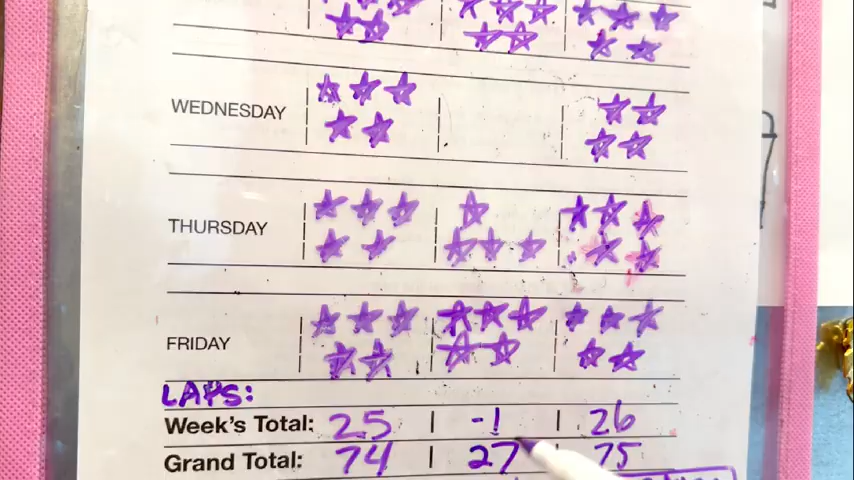 WEDNESDAY
THURSDAY
FRIDAY
LAPS:
Week's Total: 25 | -1 | 26
Grand Total: 74 | 27 | 75